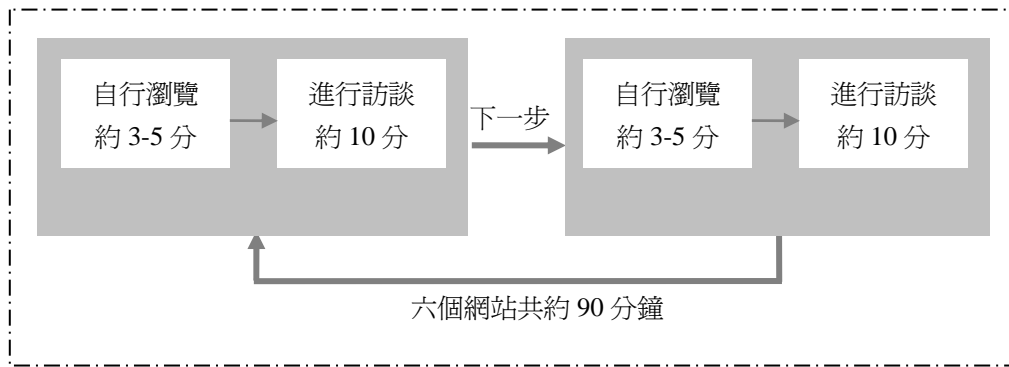 自行瀏覽
約 3-5 分
進行訪談
約 10 分
下一步
自行瀏覽
約 3-5 分
進行訪談
約 10 分
六個網站共約 90 分鐘